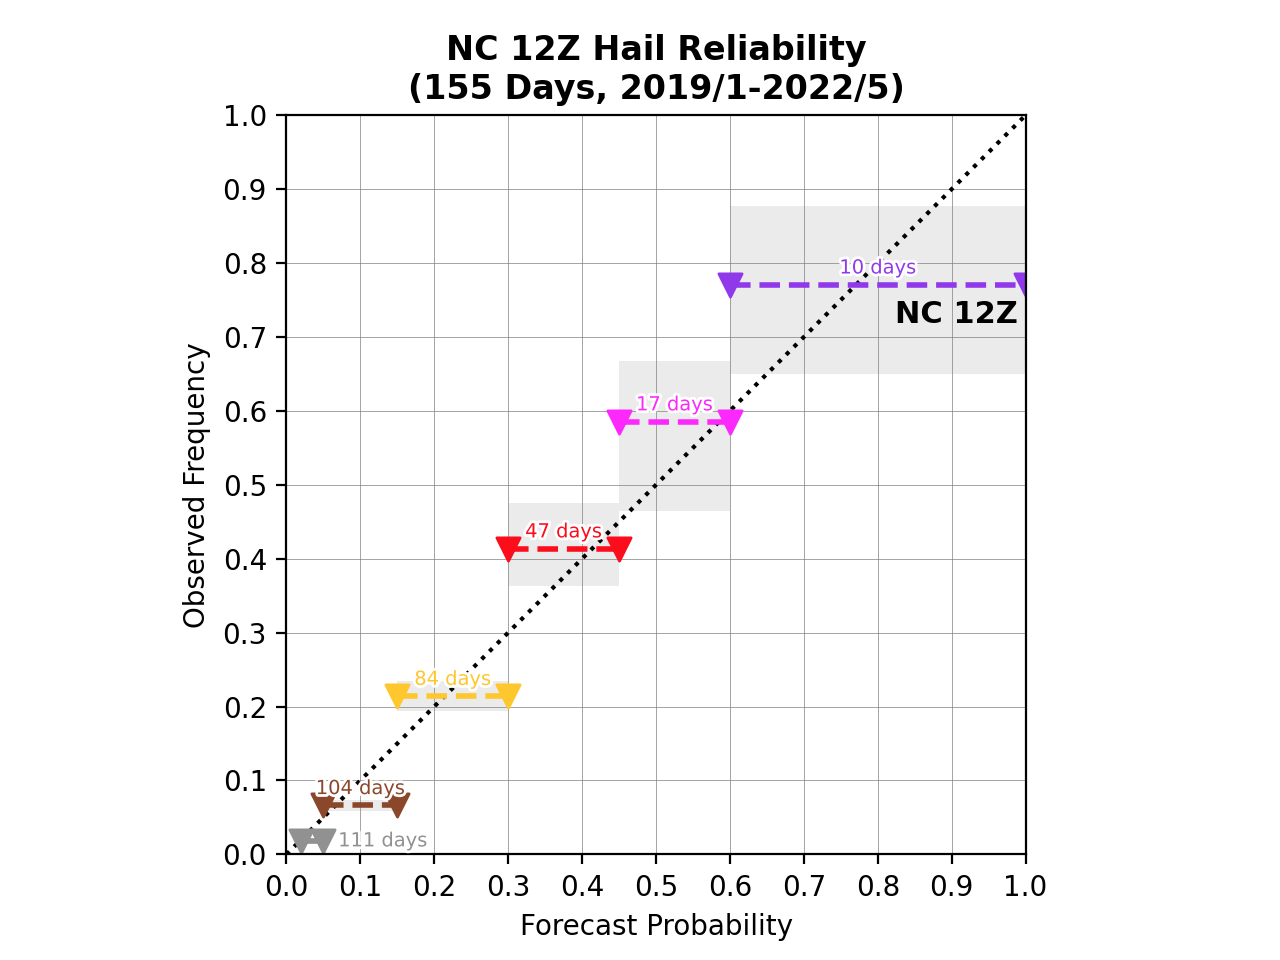 NC 12Z Hail Reliability
(155 Days, 2019/1-2022/5)
1.0
0.9
0.8
0.7
0.6
0.5
0.4
0.3
0.2
0.1
0.0
Observed Frequency
10 days
NC 12Z
17 days
47 days
84 days
104 days
111 days
0.0 0.1 0.2 0.3 0.4 0.5 0.6 0.7 0.8 0.9 1.0
Forecast Probability